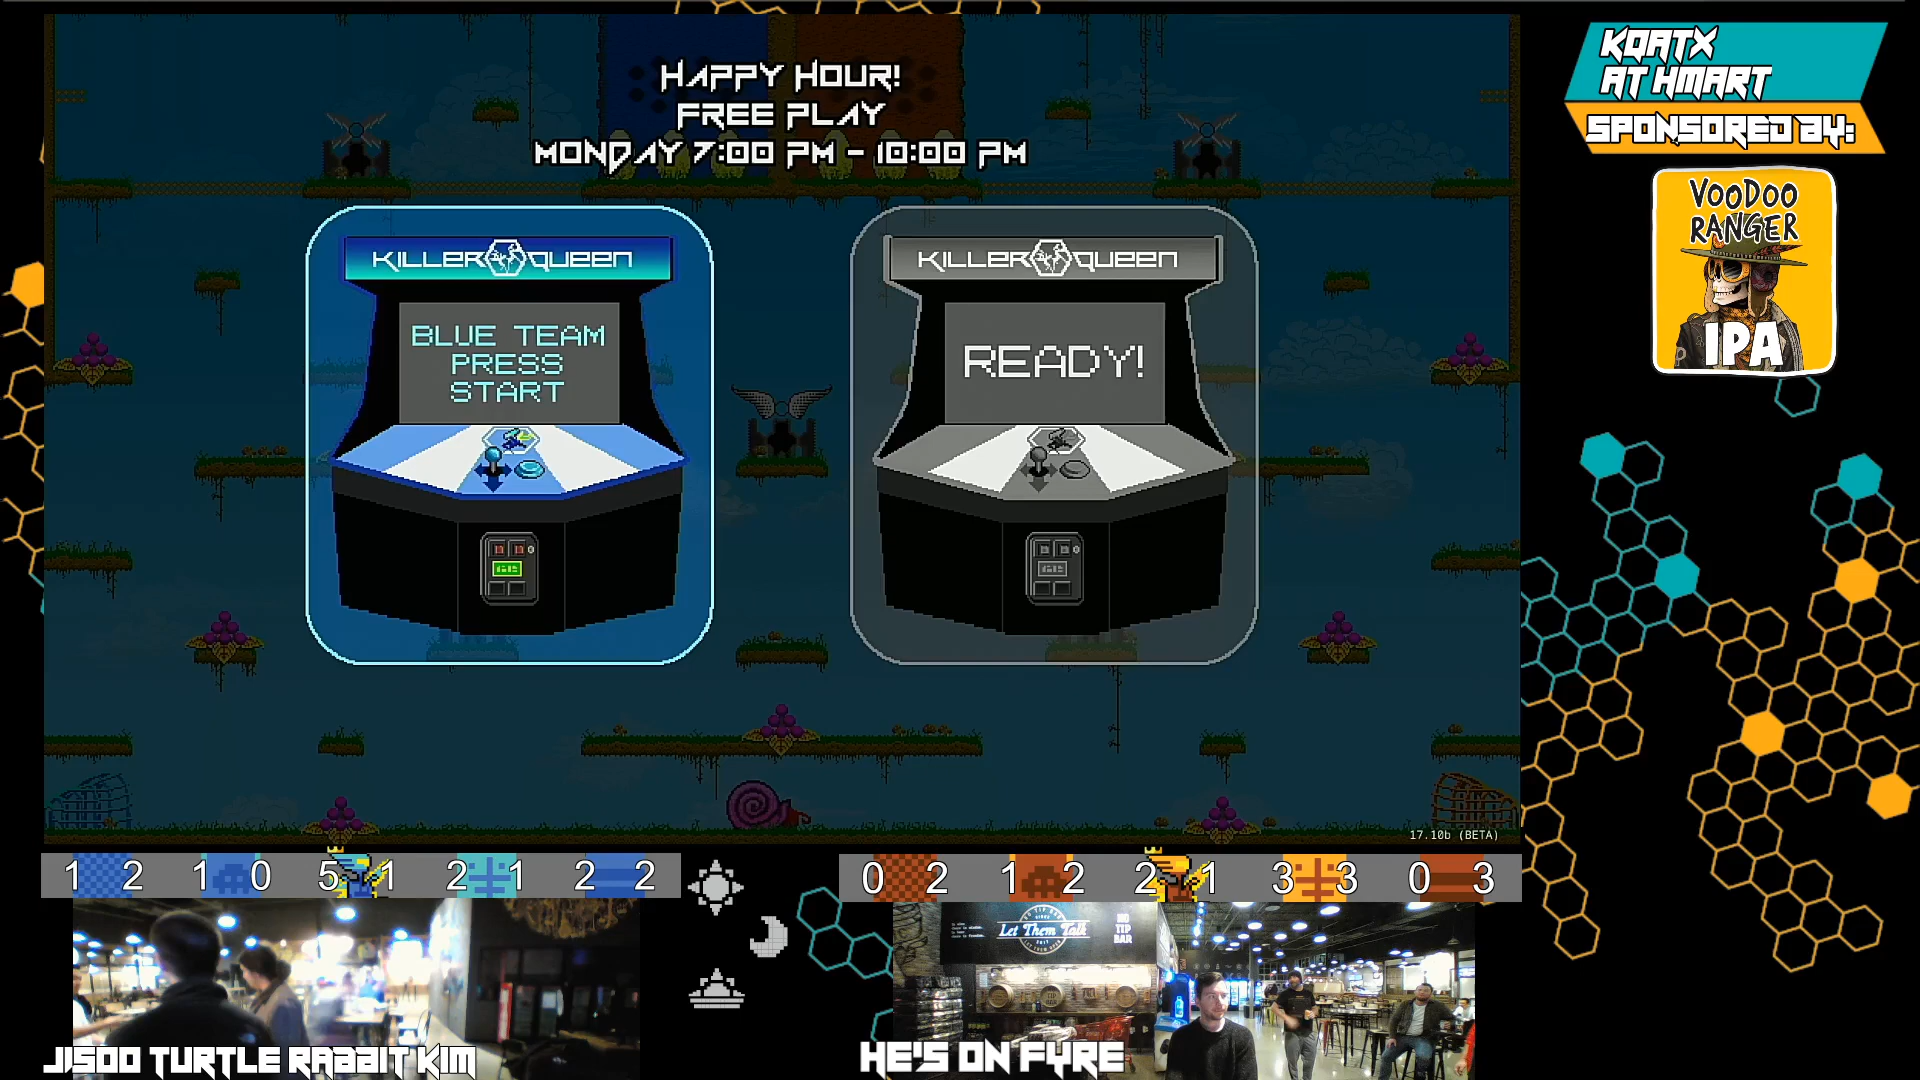 HAPPY HOUR!
FREE PLAY
MONDAY 7:00 PM - 10:00 PM
KILLER QUEEN
BLUE TEAM
PRESS
START
KILLER QUEEN
READY!
17.10b (BETA)
KQATX
AT HMART
SPONSORED BY:
VOODOO
RANGER
IPA
1 2 1 0 5 1 2 1 2 2
0 2 1 2 2 1 3 3 0 3
Let Them Talk
NO
TIP
BAR
JISOO TURTLE RABBIT KIM
HE'S ON FYRE